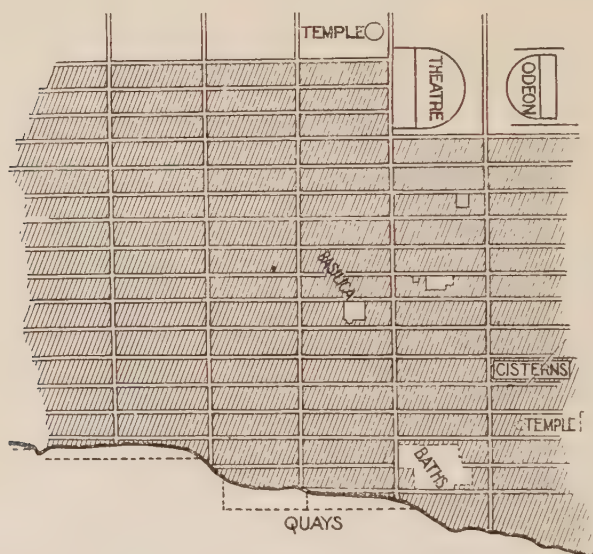 TEMPLE
THEATRE
ODEON
BASILICA
CISTERNS
TEMPLE
BATHS
QUAYS